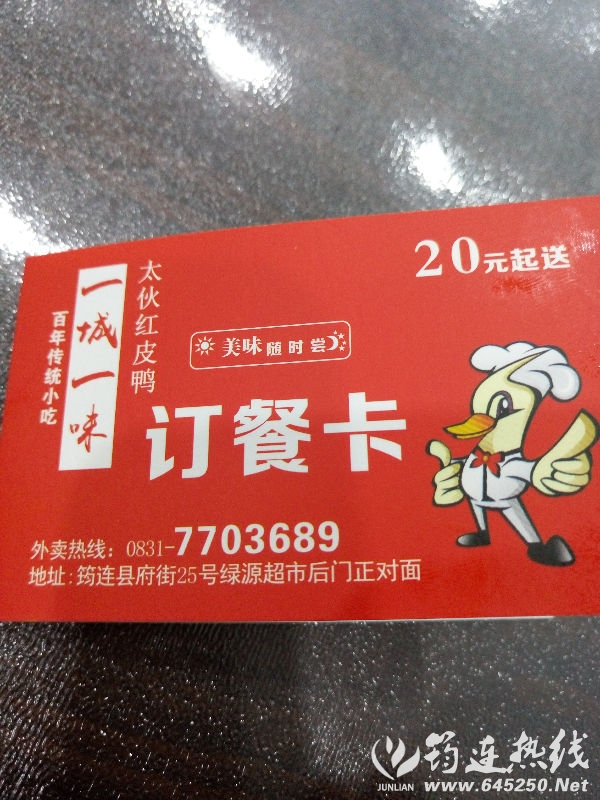 20元起送
太伙红皮鸭
一城一味
百年传统小吃
美味随时尝
订餐卡
外卖热线：0831-7703689
地址:筠连县府街25号绿源超市后门正对面
筠连热线
JUNLIAN
www.645250.Net